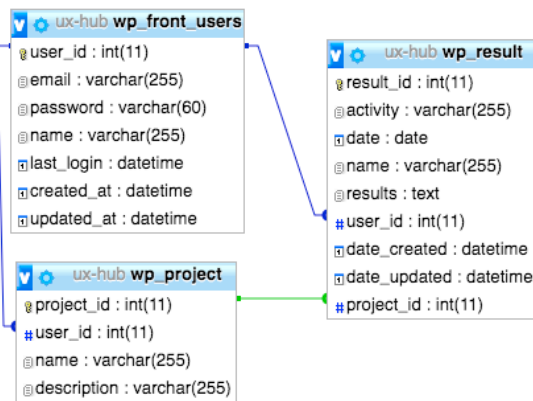 ux-hub wp_front_users
user_id : int(11)
email : varchar(255)
password : varchar(60)
name : varchar(255)
last_login : datetime
created_at : datetime
updated_at : datetime
ux-hub wp_result
result_id : int(11)
activity : varchar(255)
date : date
name : varchar(255)
results : text
#user_id : int(11)
date_created : datetime
date_updated : datetime
#project_id : int(11)
ux-hub wp_project
project_id : int(11)
#user_id : int(11)
name : varchar(255)
description : varchar(255)